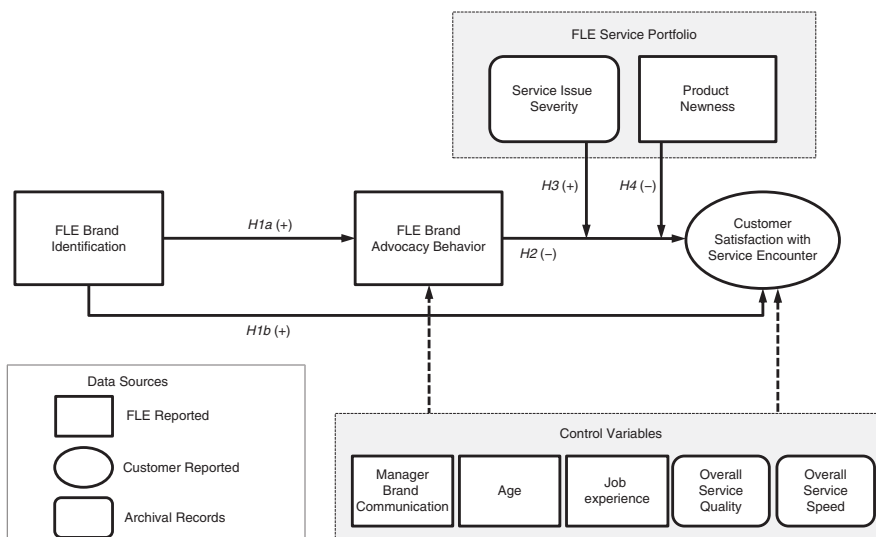 FLE Service Portfolio
Service Issue
Severity
Product
Newness
H3 (+)
H4 (–)
FLE Brand
Identification
H1a (+)
FLE Brand
Advocacy Behavior
H2 (–)
Customer
Satisfaction with
Service Encounter
H1b (+)
Data Sources
FLE Reported
Customer Reported
Archival Records
Control Variables
Manager
Brand
Communication
Age
Job
experience
Overall
Service
Quality
Overall
Service
Speed